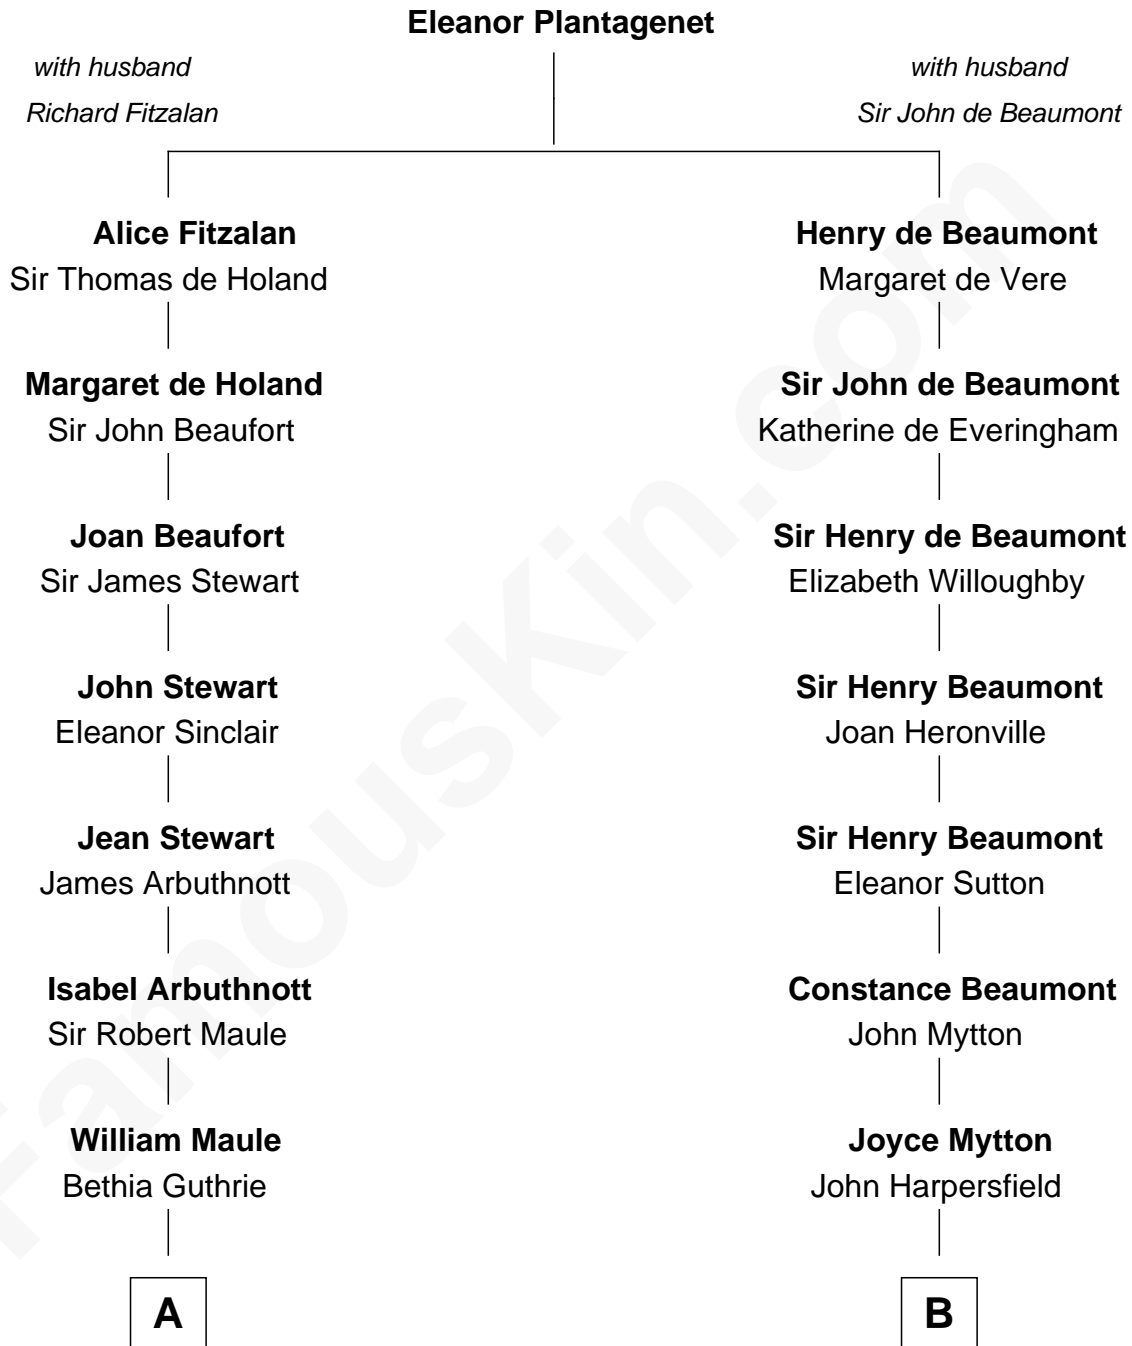 Eleanor Plantagenet
with husband
Richard Fitzalan
with husband
Sir John de Beaumont
Alice Fitzalan
Sir Thomas de Holand
Henry de Beaumont
Margaret de Vere
Margaret de Holand
Sir John Beaufort
Sir John de Beaumont
Katherine de Everingham
Joan Beaufort
Sir James Stewart
Sir Henry de Beaumont
Elizabeth Willoughby
John Stewart
Eleanor Sinclair
Sir Henry Beaumont
Joan Heronville
Jean Stewart
James Arbuthnott
Sir Henry Beaumont
Eleanor Sutton
Isabel Arbuthnott
Sir Robert Maule
Constance Beaumont
John Mytton
William Maule
Bethia Guthrie
Joyce Mytton
John Harpersfield
A
B
FamousKin.com